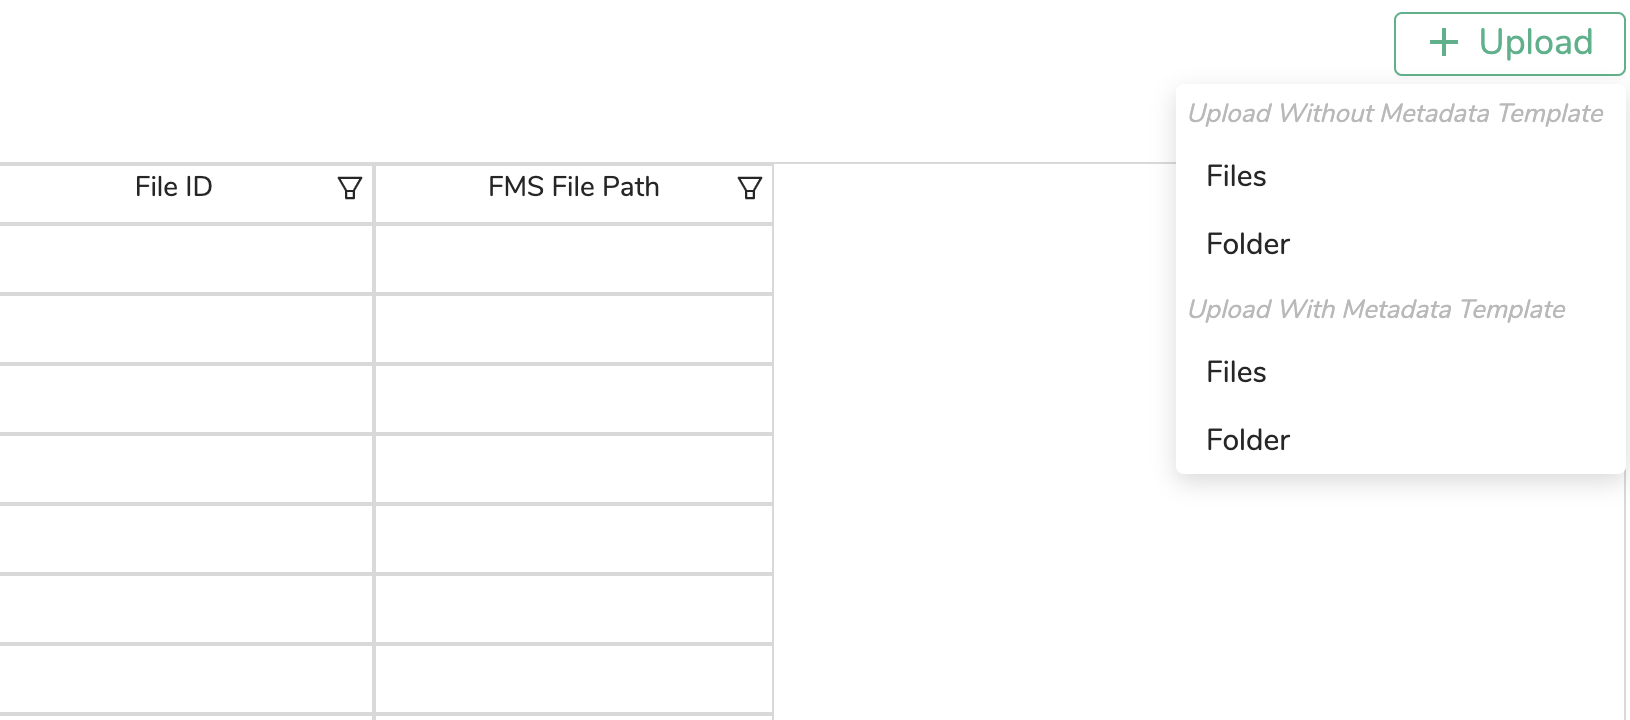 Upload
Upload Without Metadata Template
Files
Folder
Upload With Metadata Template
Files
Folder
File ID
FMS File Path